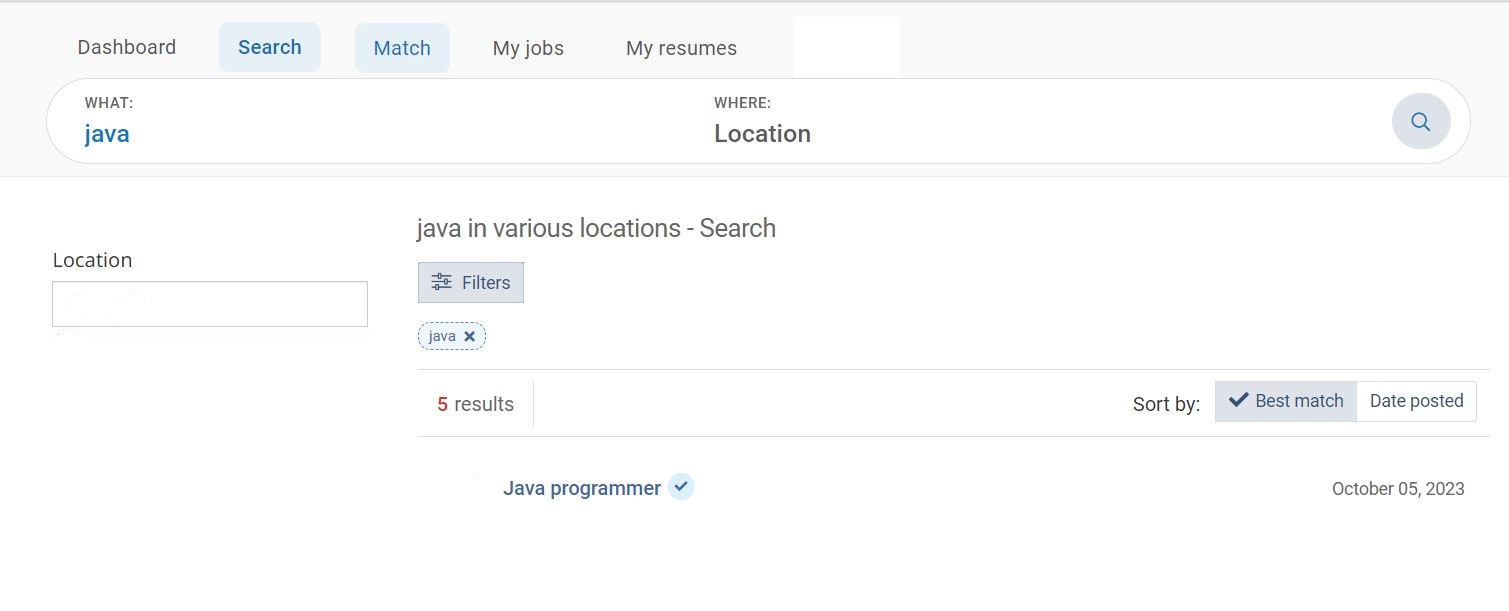 Dashboard Search Match My jobs My resumes
WHAT: WHERE:
java Location
java in various locations - Search
Location
Filters
java
5 results Sort by: Best match Date posted
Java programmer October 05, 2023